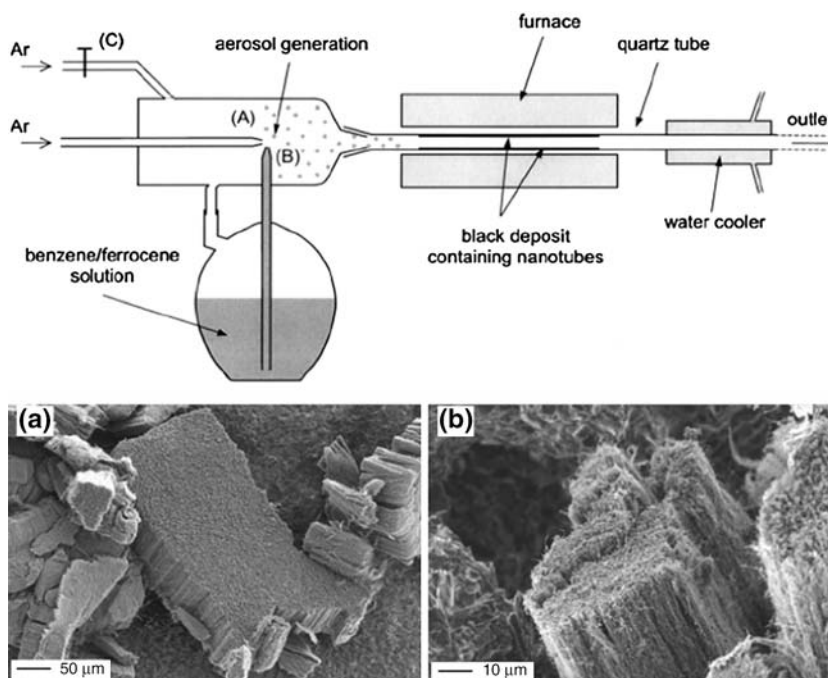 Ar
(C)
aerosol generation
furnace
quartz tube
(A)
Ar
(B)
outle
water cooler
black deposit
containing nanotubes
benzene/ferrocene
solution
(a)
50 μm
(b)
10 μm